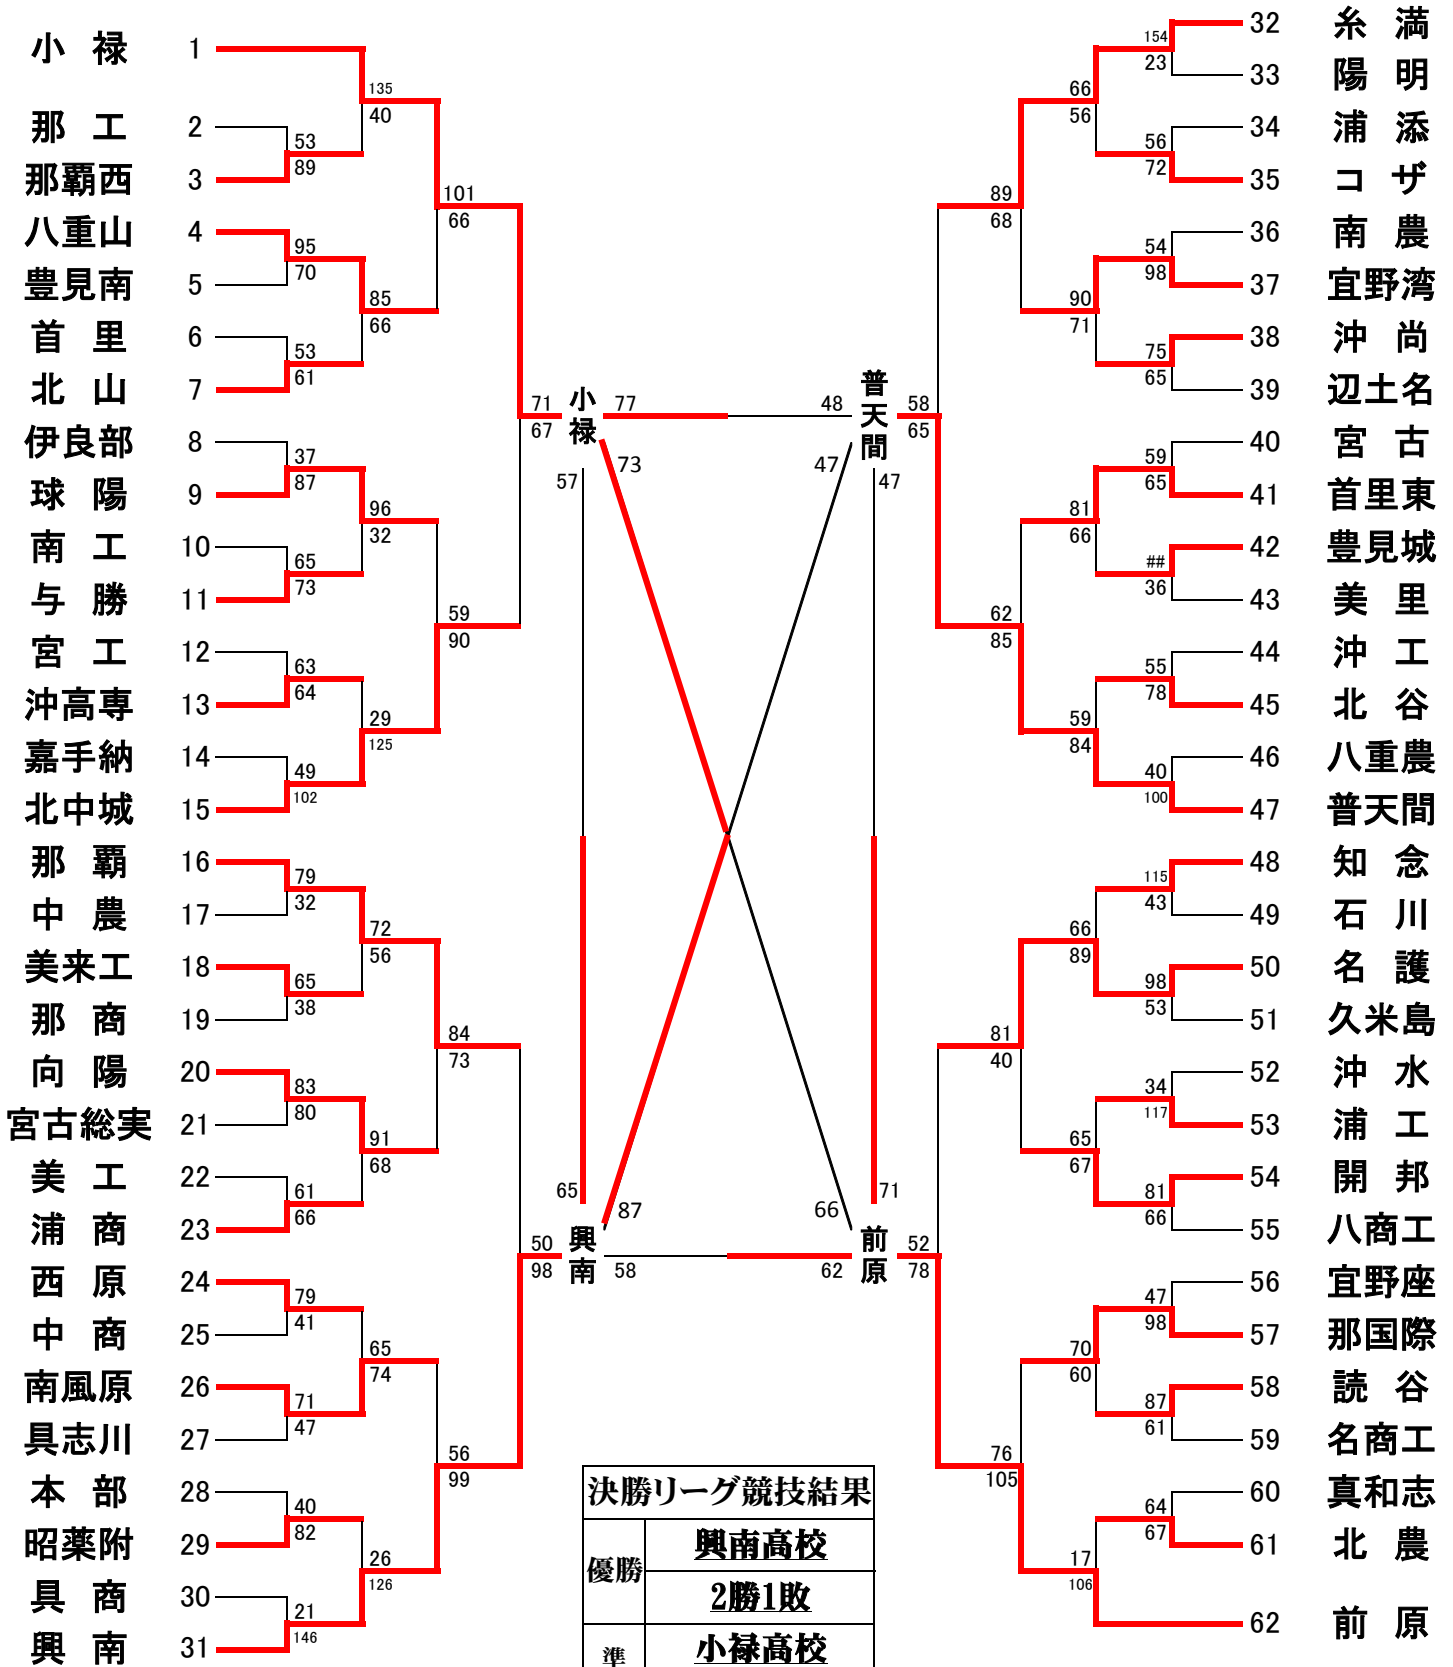 小禄 1
那工 2
那覇西 3
八重山 4
豊見南 5
首里 6
北山 7
伊良部 8
球陽 9
南工 10
与勝 11
宮工 12
沖高専 13
嘉手納 14
北中城 15
那覇 16
中農 17
美来工 18
那商 19
向陽 20
宮古総実 21
美工 22
浦商 23
西原 24
中商 25
南風原 26
具志川 27
本部 28
昭薬附 29
具商 30
興南 31
135
40
53
89
101
66
95
70
85
66
53
61
71
67
37
87
96
32
65
73
59
90
63
64
29
125
49
102
79
32
72
56
65
38
84
73
83
80
91
68
61
66
50
98
79
41
65
74
71
47
56
99
40
82
26
126
21
146
小禄
77
73
57
普天間
48
47
47
興南
65
87
58
前原
71
66
62
154
23
66
56
56
72
89
68
54
98
90
71
75
65
58
65
59
65
81
66
##
36
62
85
55
78
59
84
40
100
115
43
66
89
98
53
81
40
34
117
65
67
81
66
52
78
47
98
70
60
87
61
76
105
64
67
17
106
32 糸満
33 陽明
34 浦添
35 コザ
36 南農
37 宜野湾
38 沖尚
39 辺土名
40 宮古
41 首里東
42 豊見城
43 美里
44 沖工
45 北谷
46 八重農
47 普天間
48 知念
49 石川
50 名護
51 久米島
52 沖水
53 浦工
54 開邦
55 八商工
56 宜野座
57 那国際
58 読谷
59 名商工
60 真和志
61 北農
62 前原
決勝リーグ競技結果
優勝
興南高校
2勝1敗
準
小禄高校